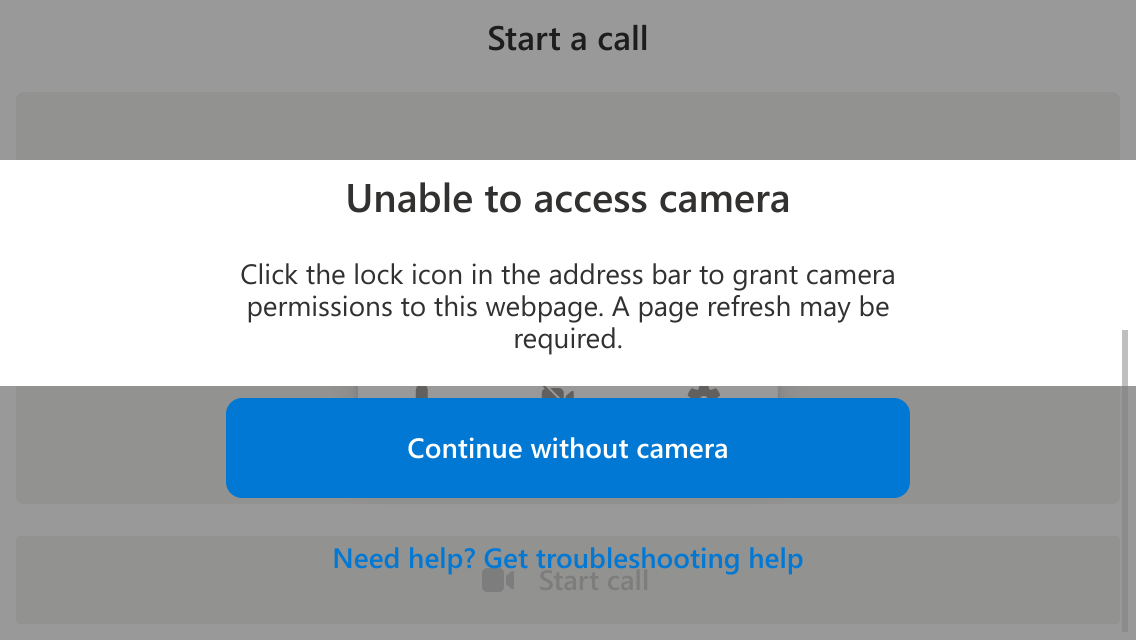 Start a call
Unable to access camera
Click the lock icon in the address bar to grant camera
permissions to this webpage. A page refresh may be
required.
Continue without camera
Need help? Get troubleshooting help
Start call